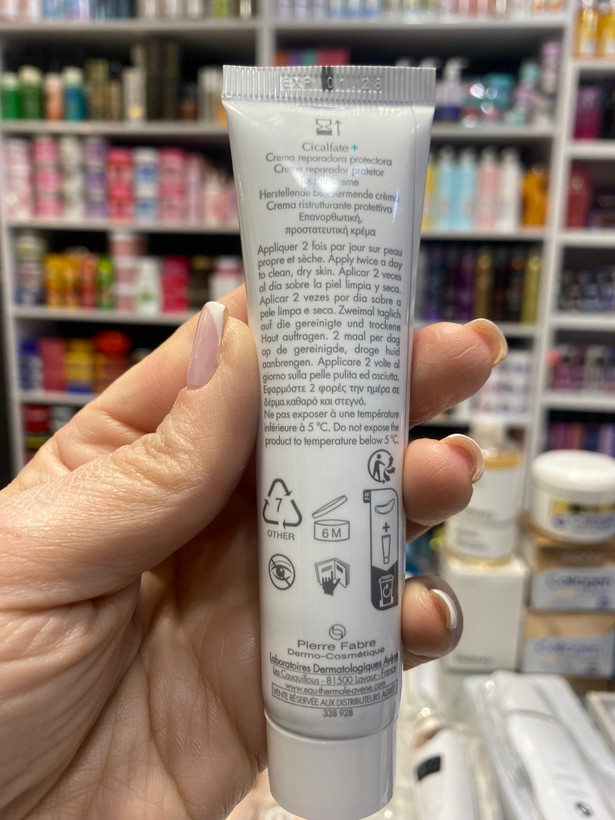 EXP
Cicalfate+
Crema reparadora protectora
Creme reparador protetor
Herstellende beschermende crème
Crema ristrutturante protettiva
Επανορθωτική,
προστατευτική κρέμα
Appliquer 2 fois par jour sur peau
propre et sèche. Apply twice a day
to clean, dry skin. Aplicar 2 veces
al día sobre la piel limpia y seca.
Aplicar 2 vezes por dia sobre a
pele limpa e seca. Zweimal täglich
auf die gereinigte und trockene
Haut auftragen. 2 maal per dag
op de gereinigde, droge huid
aanbrengen. Applicare 2 volte al
giorno sulla pelle pulita ed asciutta.
Εφαρμόστε 2 φορές την ημέρα σε
δέρμα καθαρό και στεγνό.
Ne pas exposer à une température
inférieure à 5 °C. Do not expose the
product to temperature below 5 °C.
7
OTHER
6 M
FR
+
Pierre Fabre
Dermo-Cosmétique
Laboratoires Dermatologiques Avène
Les Cauquillous - 81500 Lavaur - France
www.eau-thermale-avene.com
VENTE RÉSERVÉE AUX DISTRIBUTEURS AGRÉÉS
338 928
Collagen
Collagen